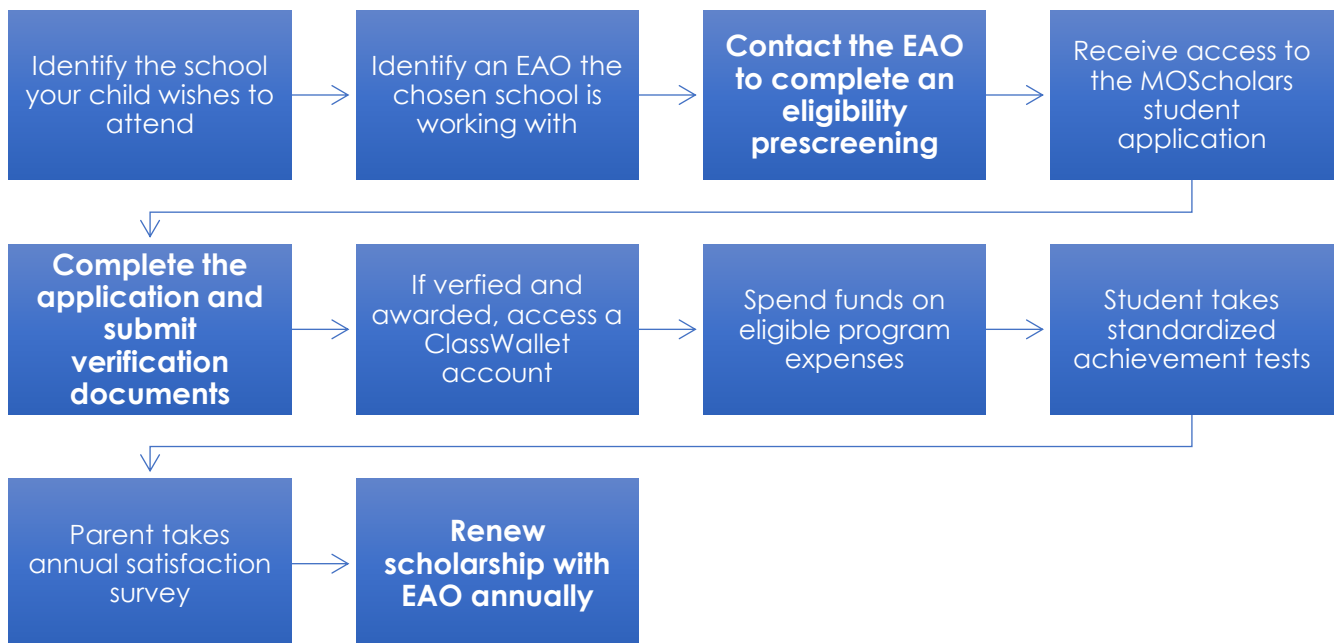 Identify the school
your child wishes to
attend
Identify an EAO the
chosen school is
working with
Contact the EAO
to complete an
eligibility
prescreening
Receive access to
the MOScholars
student
application
Complete the
application and
submit
verification
documents
If verfied and
awarded, access a
ClassWallet
account
Spend funds on
eligible program
expenses
Student takes
standardized
achievement tests
Parent takes
annual satisfaction
survey
Renew
scholarship with
EAO annually